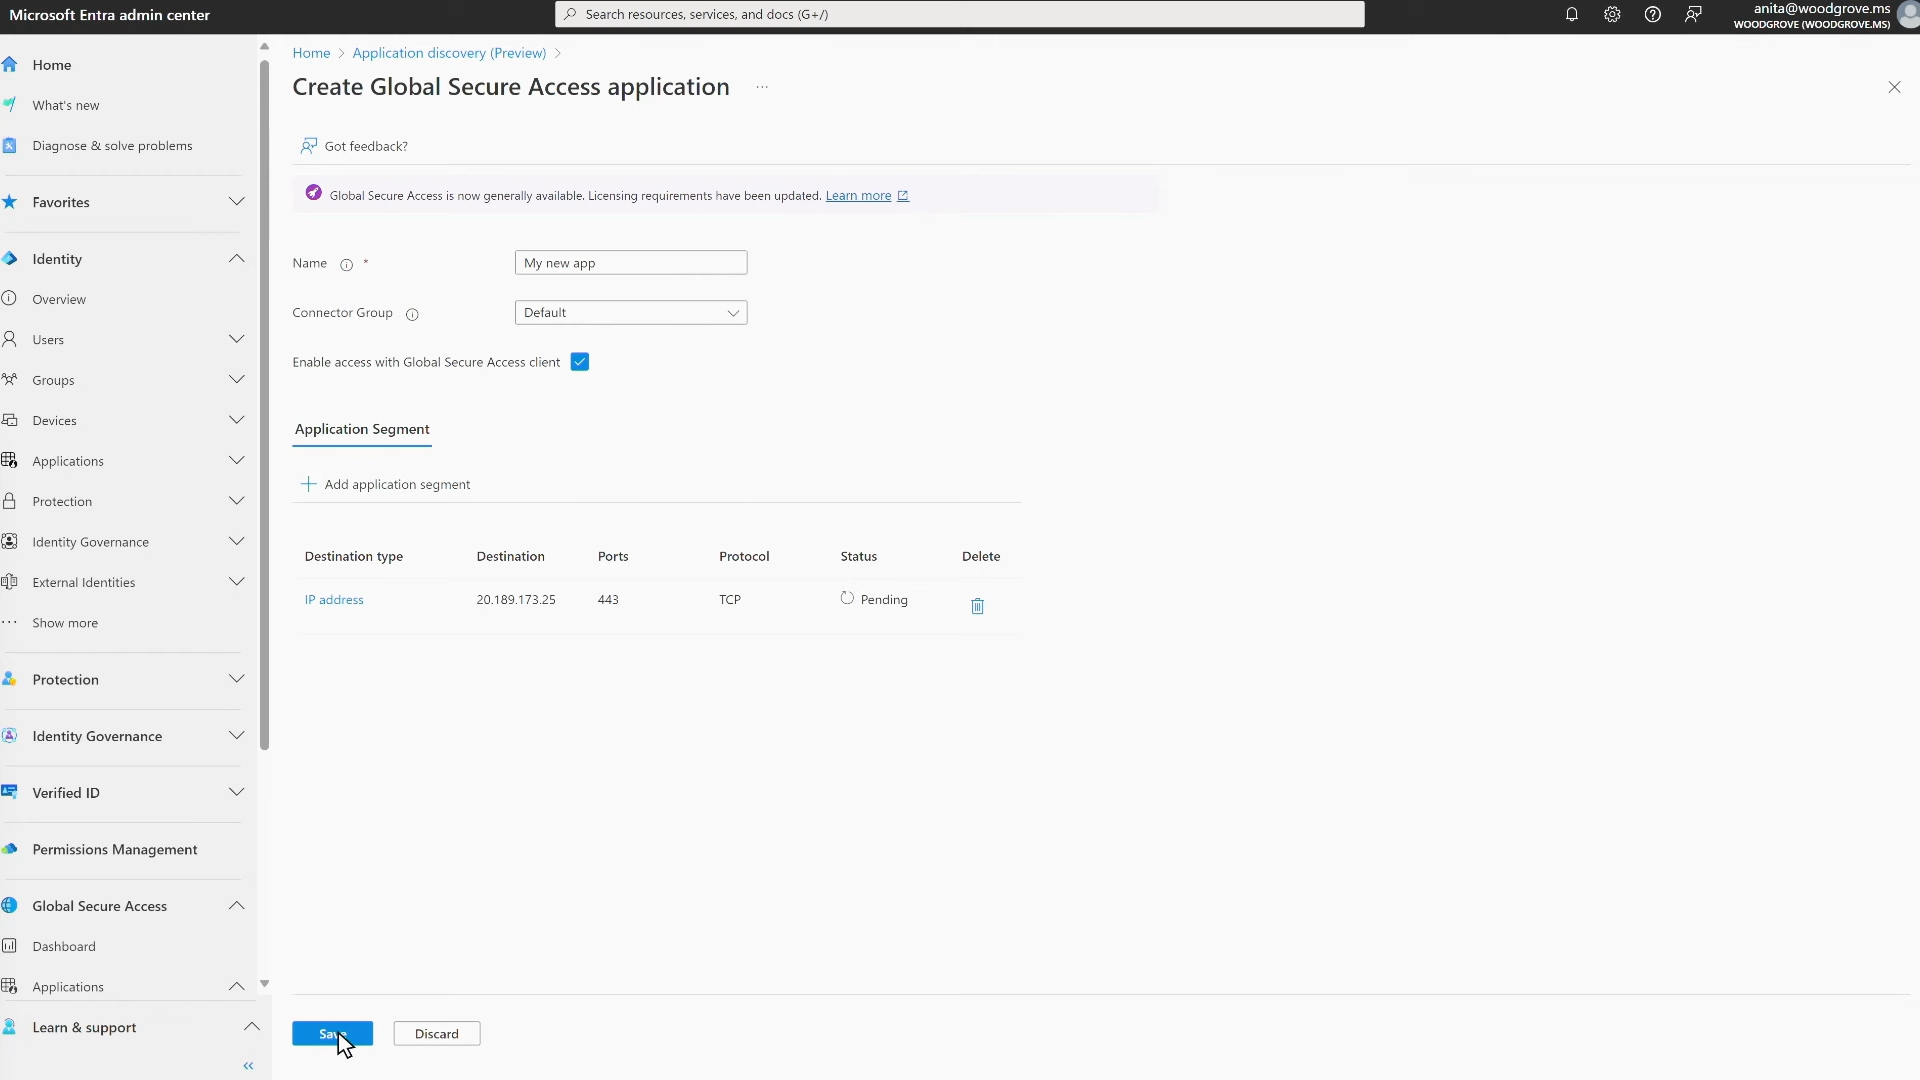 Microsoft Entra admin center
Search resources, services, and docs (G+/)
anita@woodgrove.ms
WOODGROVE (WOODGROVE.MS)
Home
What's new
Diagnose & solve problems
Favorites
Identity
Overview
Users
Groups
Devices
Applications
Protection
Identity Governance
External Identities
Show more
Protection
Identity Governance
Verified ID
Permissions Management
Global Secure Access
Dashboard
Applications
Learn & support
Home > Application discovery (Preview) >
Create Global Secure Access application ...
Got feedback?
Global Secure Access is now generally available. Licensing requirements have been updated. Learn more
Name * My new app
Connector Group Default
Enable access with Global Secure Access client
Application Segment
Add application segment
Destination type Destination Ports Protocol Status Delete
IP address 20.189.173.25 443 TCP Pending
Save Discard